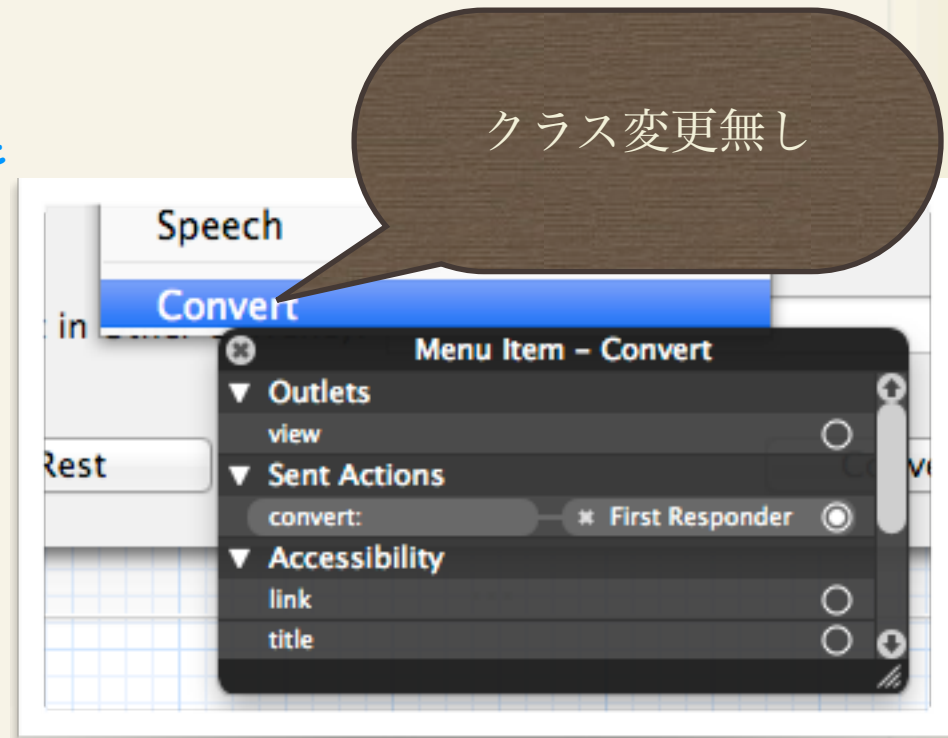 クラス変更無し
Speech
Convert
in
Menu Item – Convert
Outlets
view
Rest
Sent Actions
convert:
✖ First Responder
Accessibility
link
title